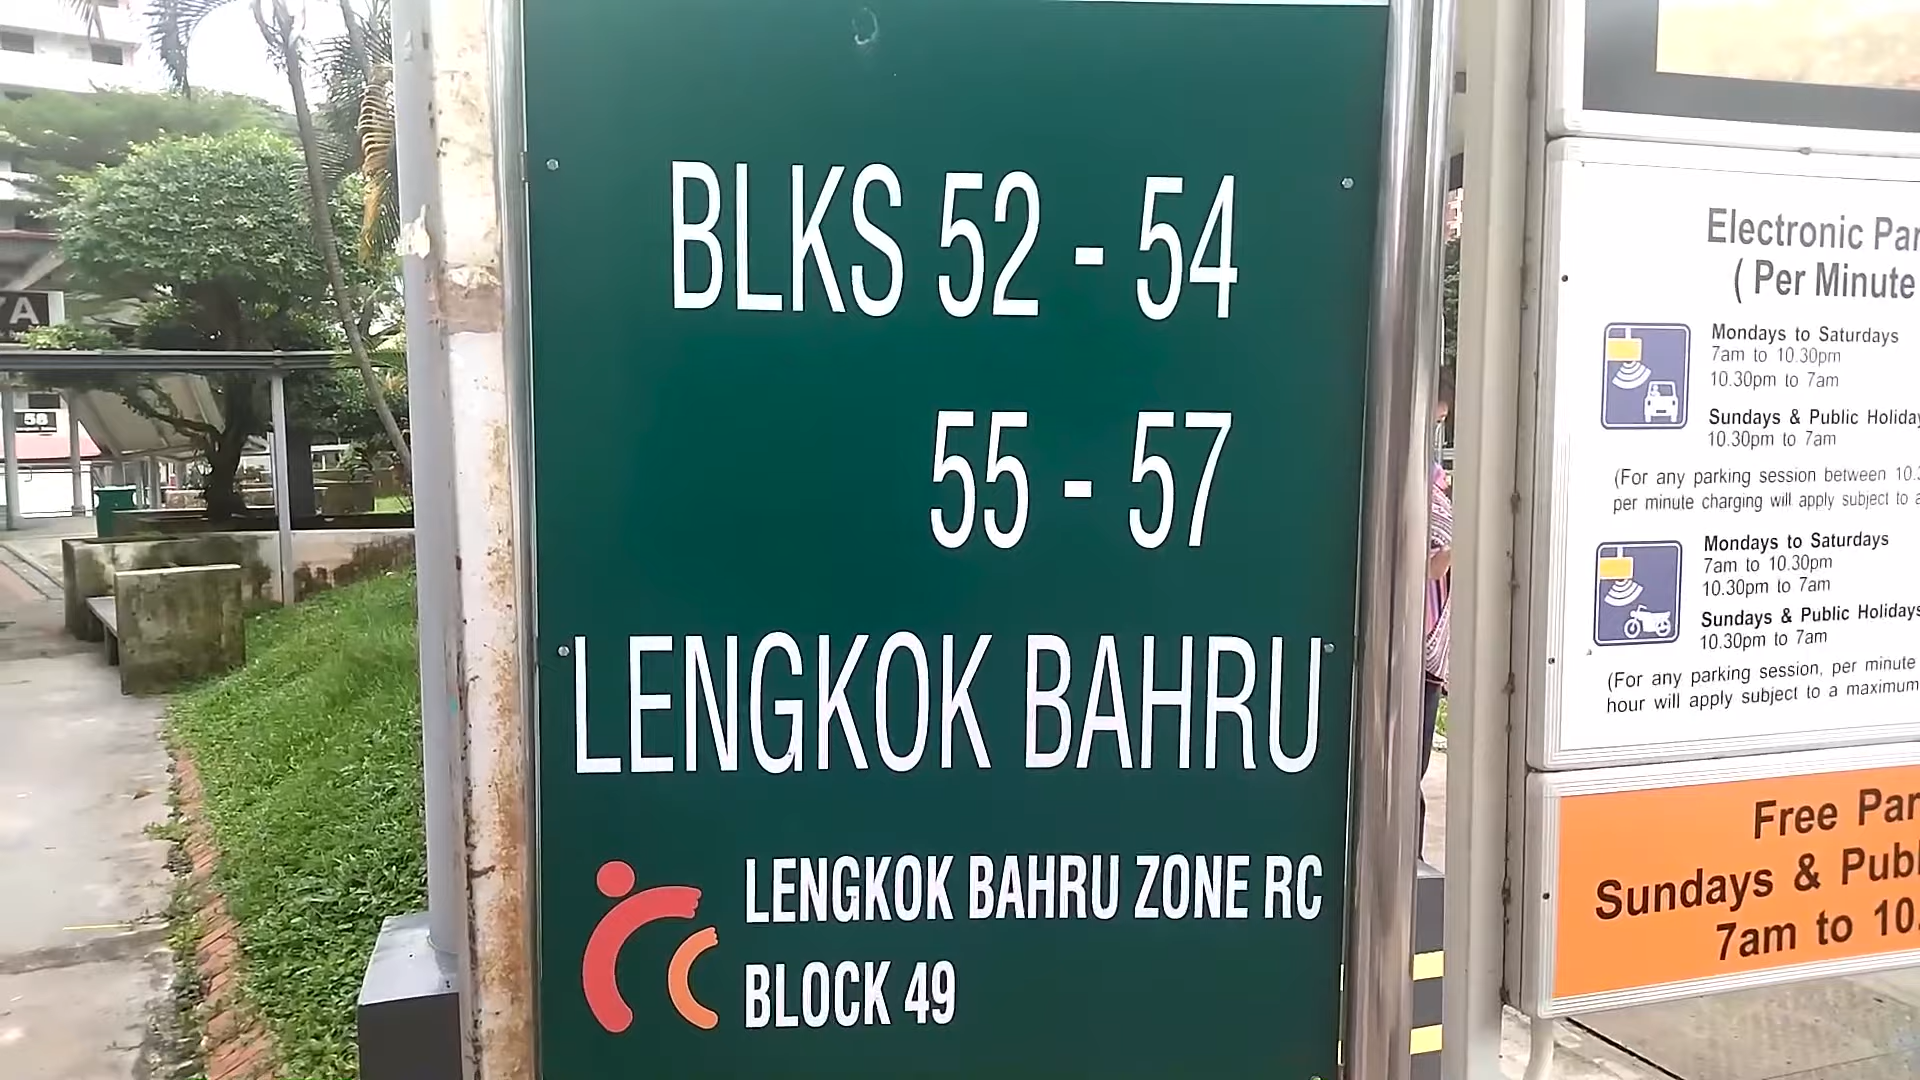 BLKS 52 - 54
55 - 57
LENGKOK BAHRU
LENGKOK BAHRU ZONE RC
BLOCK 49
YA
56
Electronic Par
( Per Minute
Mondays to Saturdays
7am to 10.30pm
10.30pm to 7am
Sundays & Public Holiday
10.30pm to 7am
(For any parking session between 10.3
per minute charging will apply subject to a
Mondays to Saturdays
7am to 10.30pm
10.30pm to 7am
Sundays & Public Holidays
10.30pm to 7am
(For any parking session, per minute
hour will apply subject to a maximum
Free Par
Sundays & Publ
7am to 10.